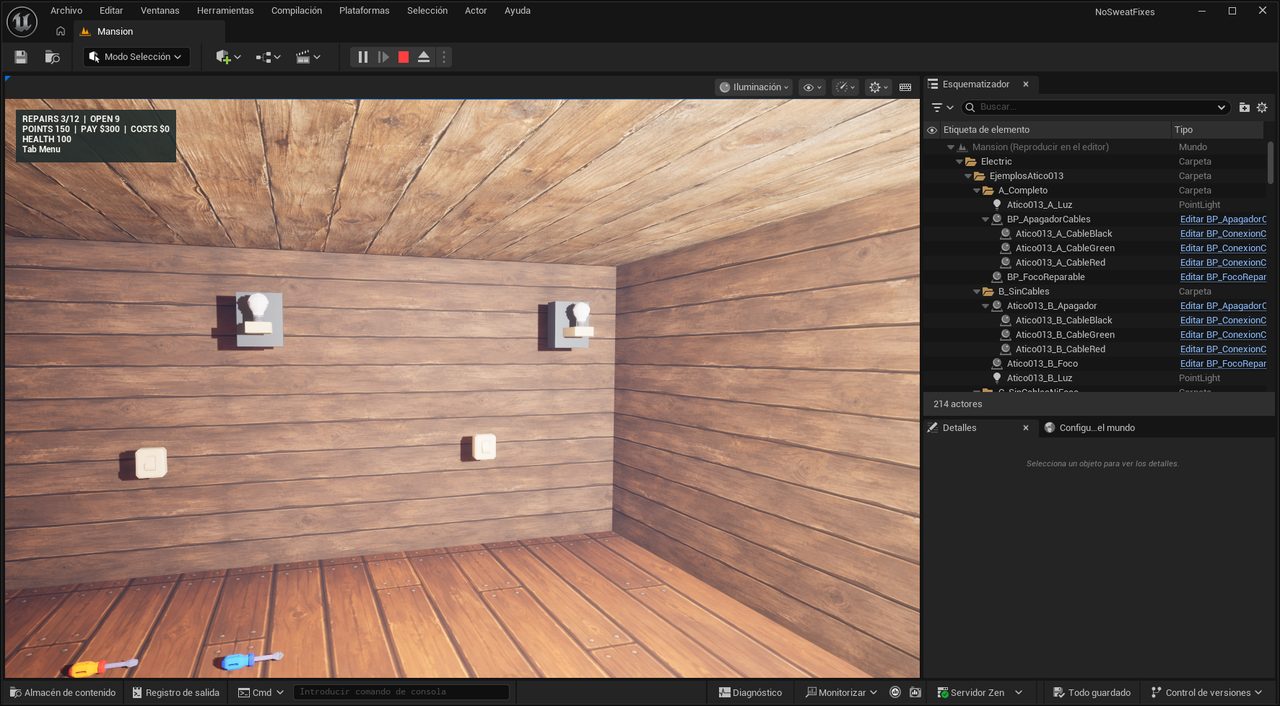 Archivo Editar Ventanas Herramientas Compilación Plataformas Selección Actor Ayuda
NoSweatFixes
Mansion
Modo Selección
Iluminación
REPAIRS 3/12 | OPEN 9
POINTS 150 | PAY $300 | COSTS $0
HEALTH 100
Tab Menu
Esquematizador
Buscar...
Etiqueta de elemento Tipo
Mansion (Reproducir en el editor) Mundo
Electric Carpeta
EjemplosAtico013 Carpeta
A_Completo Carpeta
Atico013_A_Luz PointLight
BP_ApagadorCables Editar BP_ApagadorC
Atico013_A_CableBlack Editar BP_ConexionC
Atico013_A_CableGreen Editar BP_ConexionC
Atico013_A_CableRed Editar BP_ConexionC
BP_FocoReparable Editar BP_FocoRepar
B_SinCables Carpeta
Atico013_B_Apagador Editar BP_ApagadorC
Atico013_B_CableBlack Editar BP_ConexionC
Atico013_B_CableGreen Editar BP_ConexionC
Atico013_B_CableRed Editar BP_ConexionC
Atico013_B_Foco Editar BP_FocoRepar
Atico013_B_Luz PointLight
214 actores
Detalles
Configu...el mundo
Selecciona un objeto para ver los detalles.
Almacén de contenido Registro de salida Cmd Introducir comando de consola Diagnóstico Monitorizar Servidor Zen Todo guardado Control de versiones